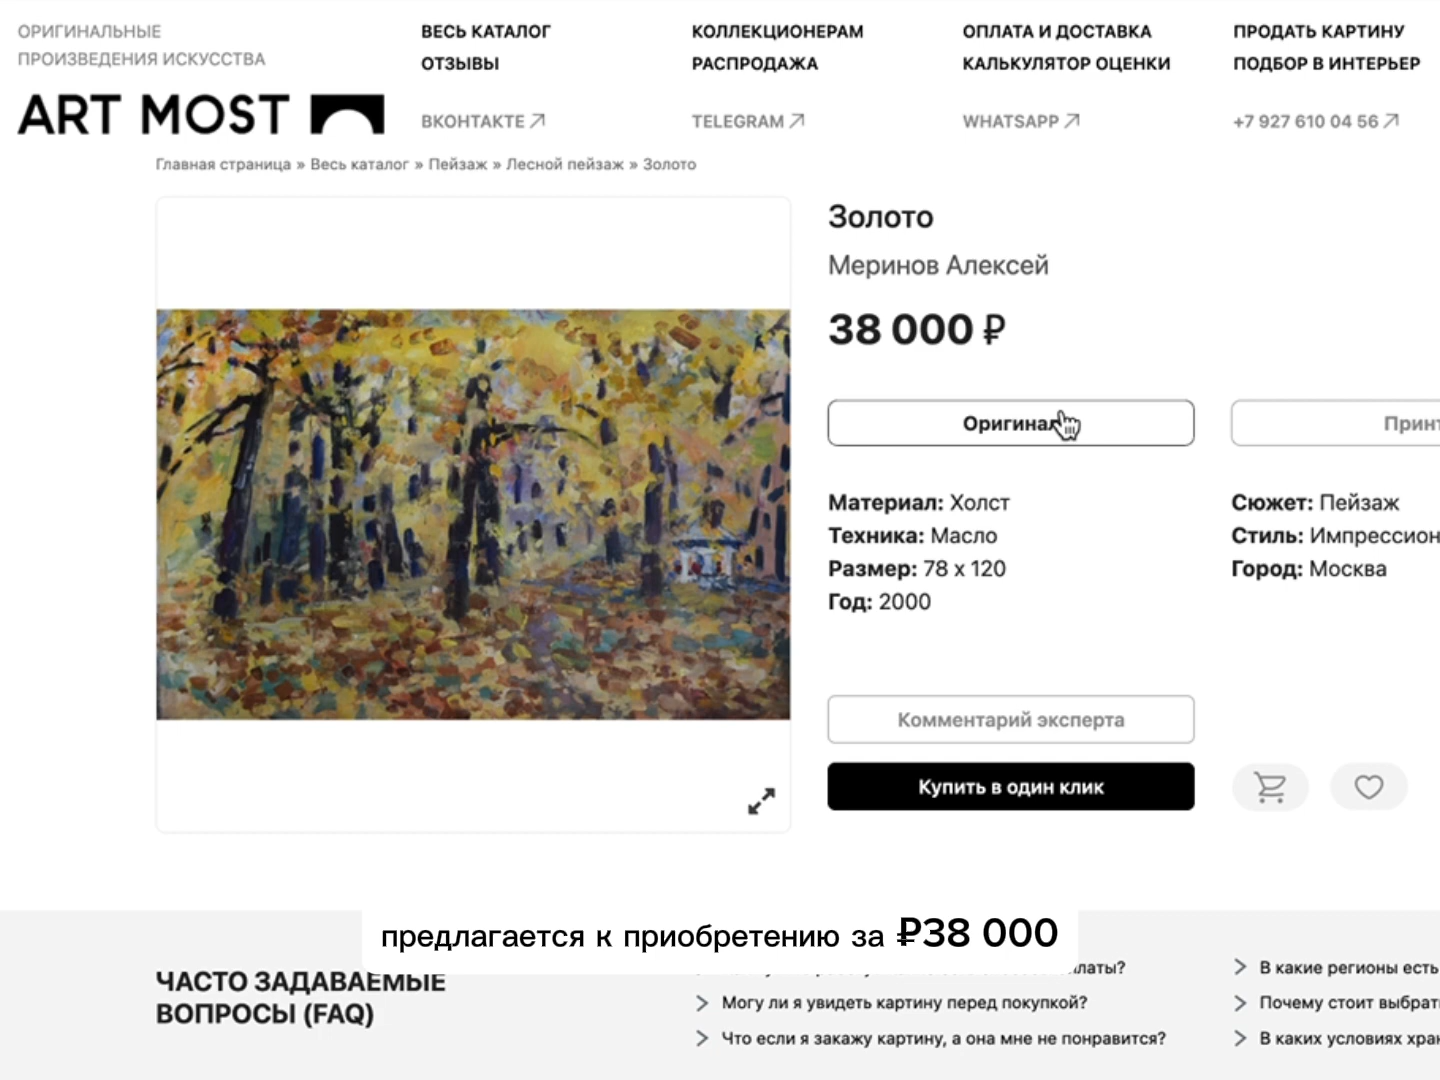 ОРИГИНАЛЬНЫЕ
ПРОИЗВЕДЕНИЯ ИСКУССТВА
ART MOST
ВЕСЬ КАТАЛОГ
ОТЗЫВЫ
ВКОНТАКТЕ
КОЛЛЕКЦИОНЕРАМ
РАСПРОДАЖА
TELEGRAM
ОПЛАТА И ДОСТАВКА
КАЛЬКУЛЯТОР ОЦЕНКИ
WHATSAPP
ПРОДАТЬ КАРТИНУ
ПОДБОР В ИНТЕРЬЕР
+7 927 610 04 56
Главная страница » Весь каталог » Пейзаж » Лесной пейзаж » Золото
Золото
Меринов Алексей
38 000 ₽
Оригинал
Принт
Материал: Холст
Техника: Масло
Размер: 78 x 120
Год: 2000
Сюжет: Пейзаж
Стиль: Импрессион
Город: Москва
Комментарий эксперта
Купить в один клик
предлагается к приобретению за ₽38 000
ЧАСТО ЗАДАВАЕМЫЕ
ВОПРОСЫ (FAQ)
Могу ли я увидеть картину перед покупкой?
Что если я закажу картину, а она мне не понравится?
В какие регионы есть
Почему стоит выбрат
В каких условиях хра